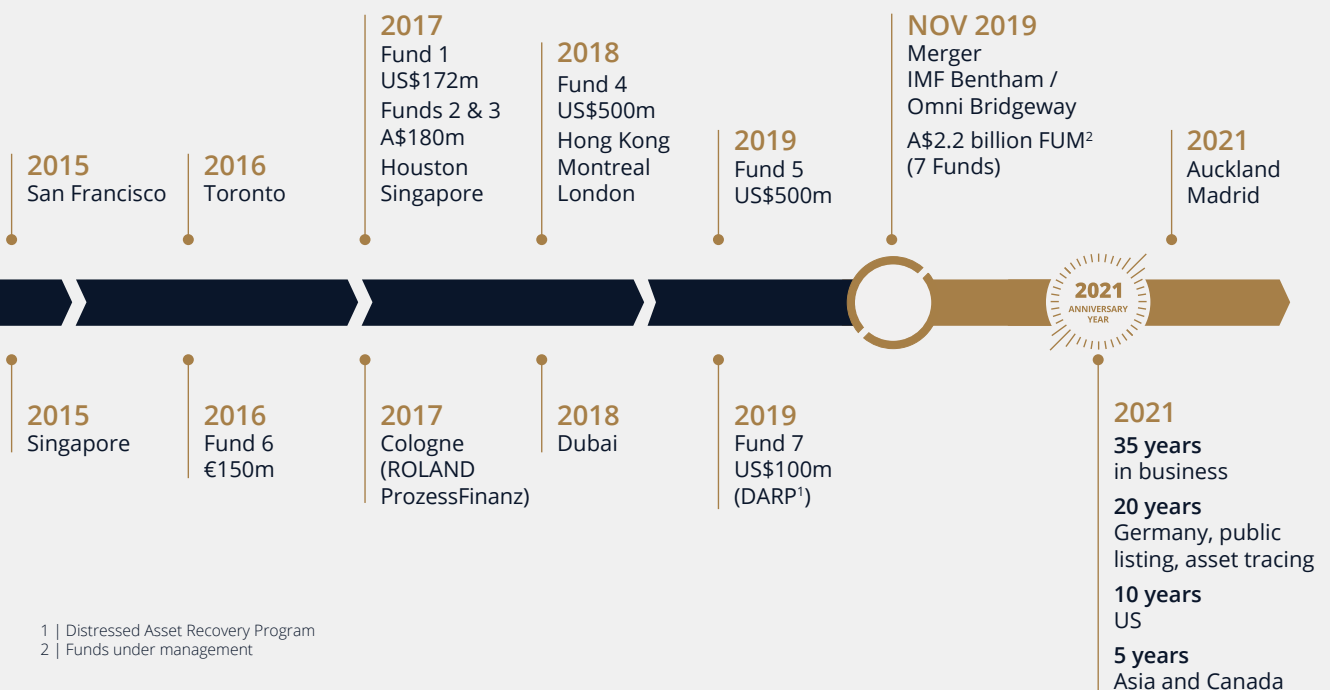 2015
San Francisco
2016
Toronto
2017
Fund 1
US$172m
Funds 2 & 3
A$180m
Houston
Singapore
2018
Fund 4
US$500m
Hong Kong
Montreal
London
2019
Fund 5
US$500m
NOV 2019
Merger
IMF Bentham /
Omni Bridgeway
A$2.2 billion FUM²
(7 Funds)
2021
Auckland
Madrid
2021
ANNIVERSARY
YEAR
2015
Singapore
2016
Fund 6
€150m
2017
Cologne
(ROLAND
ProzessFinanz)
2018
Dubai
2019
Fund 7
US$100m
(DARP¹)
2021
35 years
in business
20 years
Germany, public
listing, asset tracing
10 years
US
5 years
Asia and Canada
1 | Distressed Asset Recovery Program
2 | Funds under management